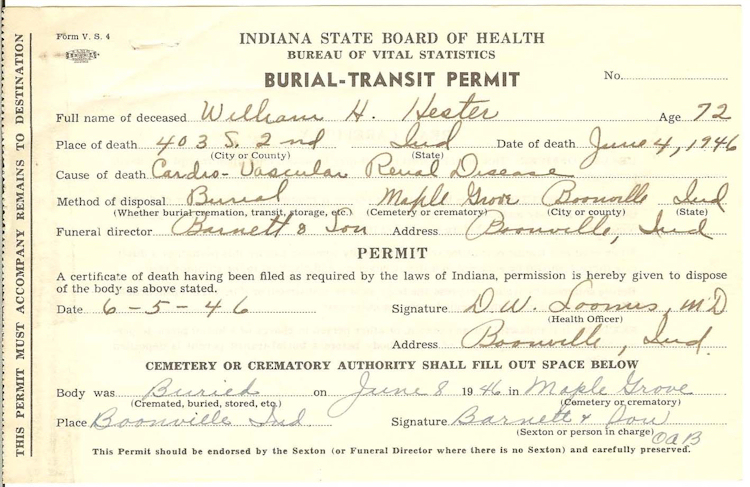 Form V. S. 4
INDIANA STATE BOARD OF HEALTH
BUREAU OF VITAL STATISTICS
BURIAL-TRANSIT PERMIT
No.
Full name of deceased William H. Hester Age 72
Place of death 403 S. 2nd Ind Date of death June 4, 1946
(City or County) (State)
Cause of death Cardio-Vascular Renal Disease
Method of disposal Burial Maple Grove Boonville Ind
(Whether burial, cremation, transit, storage, etc.) (Cemetery or crematory) (City or county) (State)
Funeral director Barnett & Son Address Boonville, Ind
PERMIT
A certificate of death having been filed as required by the laws of Indiana, permission is hereby given to dispose
of the body as above stated.
Date 6-5-46 Signature D. W. Loomis, M D
(Health Officer)
Address Boonville, Ind.
CEMETERY OR CREMATORY AUTHORITY SHALL FILL OUT SPACE BELOW
Body was Buried on June 8 1946 in Maple Grove
(Cremated, buried, stored, etc.) (Cemetery or crematory)
Place Boonville Ind Signature Barnett & Son
(Sexton or person in charge) OAB
This Permit should be endorsed by the Sexton (or Funeral Director where there is no Sexton) and carefully preserved.
THIS PERMIT MUST ACCOMPANY REMAINS TO DESTINATION